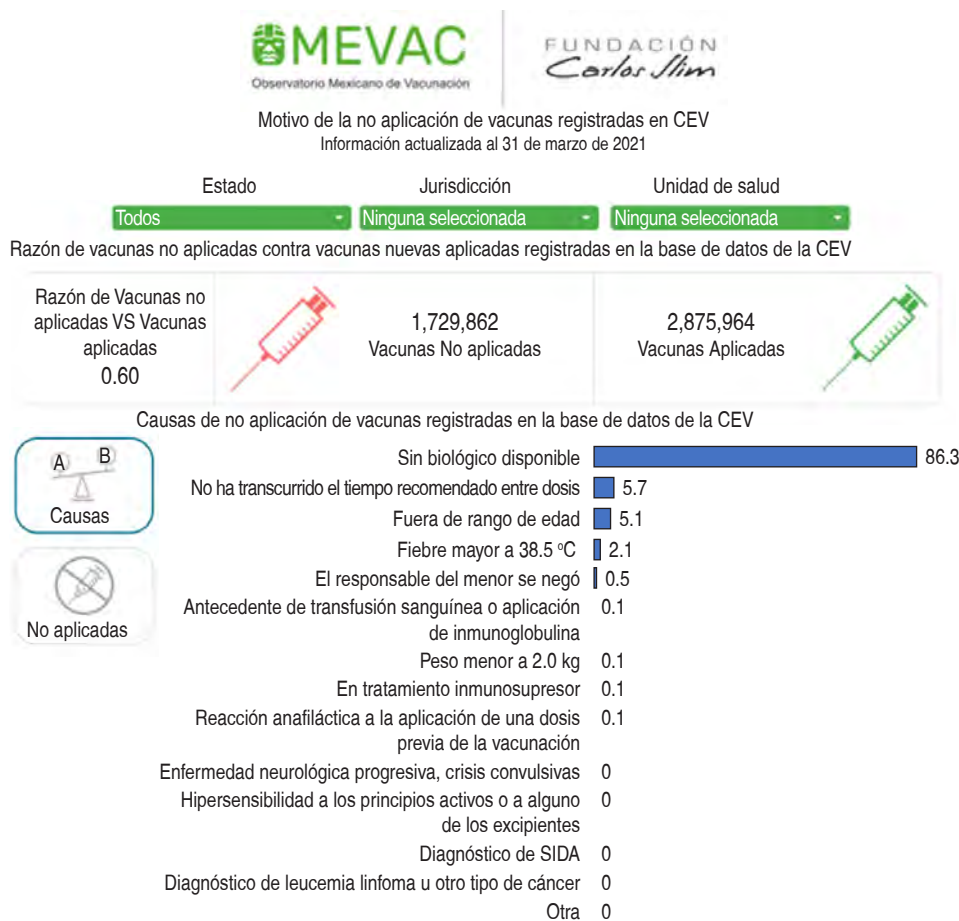 OMEVAC
Observatorio Mexicano de Vacunación
FUNDACIÓN
Carlos Slim
Motivo de la no aplicación de vacunas registradas en CEV
Información actualizada al 31 de marzo de 2021
Estado Jurisdicción Unidad de salud
Todos Ninguna seleccionada Ninguna seleccionada
Razón de vacunas no aplicadas contra vacunas nuevas aplicadas registradas en la base de datos de la CEV
Razón de Vacunas no
aplicadas VS Vacunas
aplicadas
0.60
1,729,862
Vacunas No aplicadas
2,875,964
Vacunas Aplicadas
Causas de no aplicación de vacunas registradas en la base de datos de la CEV
A B
Causas
No aplicadas
Sin biológico disponible 86.3
No ha transcurrido el tiempo recomendado entre dosis 5.7
Fuera de rango de edad 5.1
Fiebre mayor a 38.5 ºC 2.1
El responsable del menor se negó 0.5
Antecedente de transfusión sanguínea o aplicación 0.1
de inmunoglobulina
Peso menor a 2.0 kg 0.1
En tratamiento inmunosupresor 0.1
Reacción anafiláctica a la aplicación de una dosis 0.1
previa de la vacunación
Enfermedad neurológica progresiva, crisis convulsivas 0
Hipersensibilidad a los principios activos o a alguno 0
de los excipientes
Diagnóstico de SIDA 0
Diagnóstico de leucemia linfoma u otro tipo de cáncer 0
Otra 0